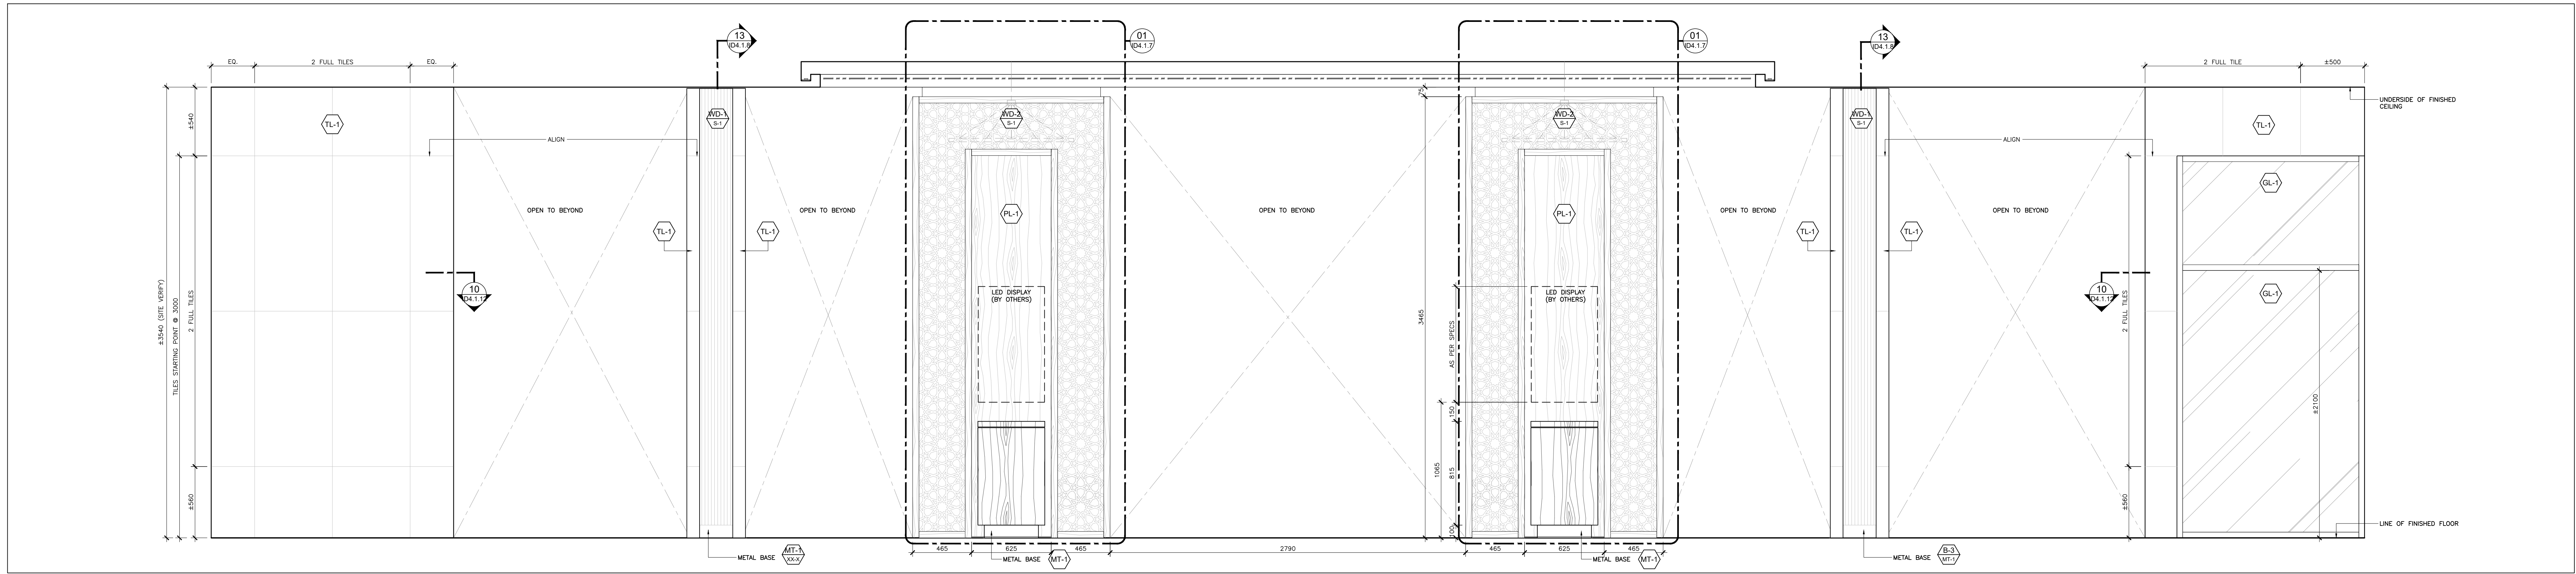 13
ID4.1.8
01
ID4.1.7
01
ID4.1.7
13
ID4.1.8
EQ.
2 FULL TILES
EQ.
2 FULL TILE
±500
UNDERSIDE OF FINISHED
CEILING
75
±540
TL-1
WD-1
S-1
WD-2
S-1
WD-2
S-1
WD-1
S-1
TL-1
ALIGN
ALIGN
GL-1
OPEN TO BEYOND
OPEN TO BEYOND
PL-1
OPEN TO BEYOND
PL-1
OPEN TO BEYOND
OPEN TO BEYOND
TL-1
TL-1
TL-1
TL-1
±3540 (SITE VERIFY)
TILES STARTING POINT @ 3000
2 FULL TILES
10
ID4.1.12
LED DISPLAY
(BY OTHERS)
3465
AS PER SPECS
LED DISPLAY
(BY OTHERS)
10
ID4.1.12
2 FULL TILES
GL-1
±2100
150
1065
815
100
±560
±560
LINE OF FINISHED FLOOR
465
625
465
2790
465
625
465
METAL BASE
MT-1
XX-X
METAL BASE
MT-1
METAL BASE
MT-1
METAL BASE
B-3
MT-1